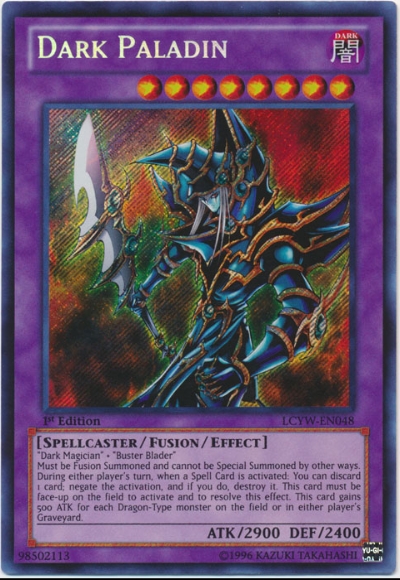 DARK PALADIN
DARK
闇
1st Edition
LCYW-EN048
[SPELLCASTER/FUSION/EFFECT]
"Dark Magician" + "Buster Blader"
Must be Fusion Summoned and cannot be Special Summoned by other ways.
During either player's turn, when a Spell Card is activated: You can discard
1 card; negate the activation, and if you do, destroy it. This card must be
face-up on the field to activate and to resolve this effect. This card gains
500 ATK for each Dragon-Type monster on the field or in either player's
Graveyard.
ATK/2900 DEF/2400
98502113
©1996 KAZUKI TAKAHASHI